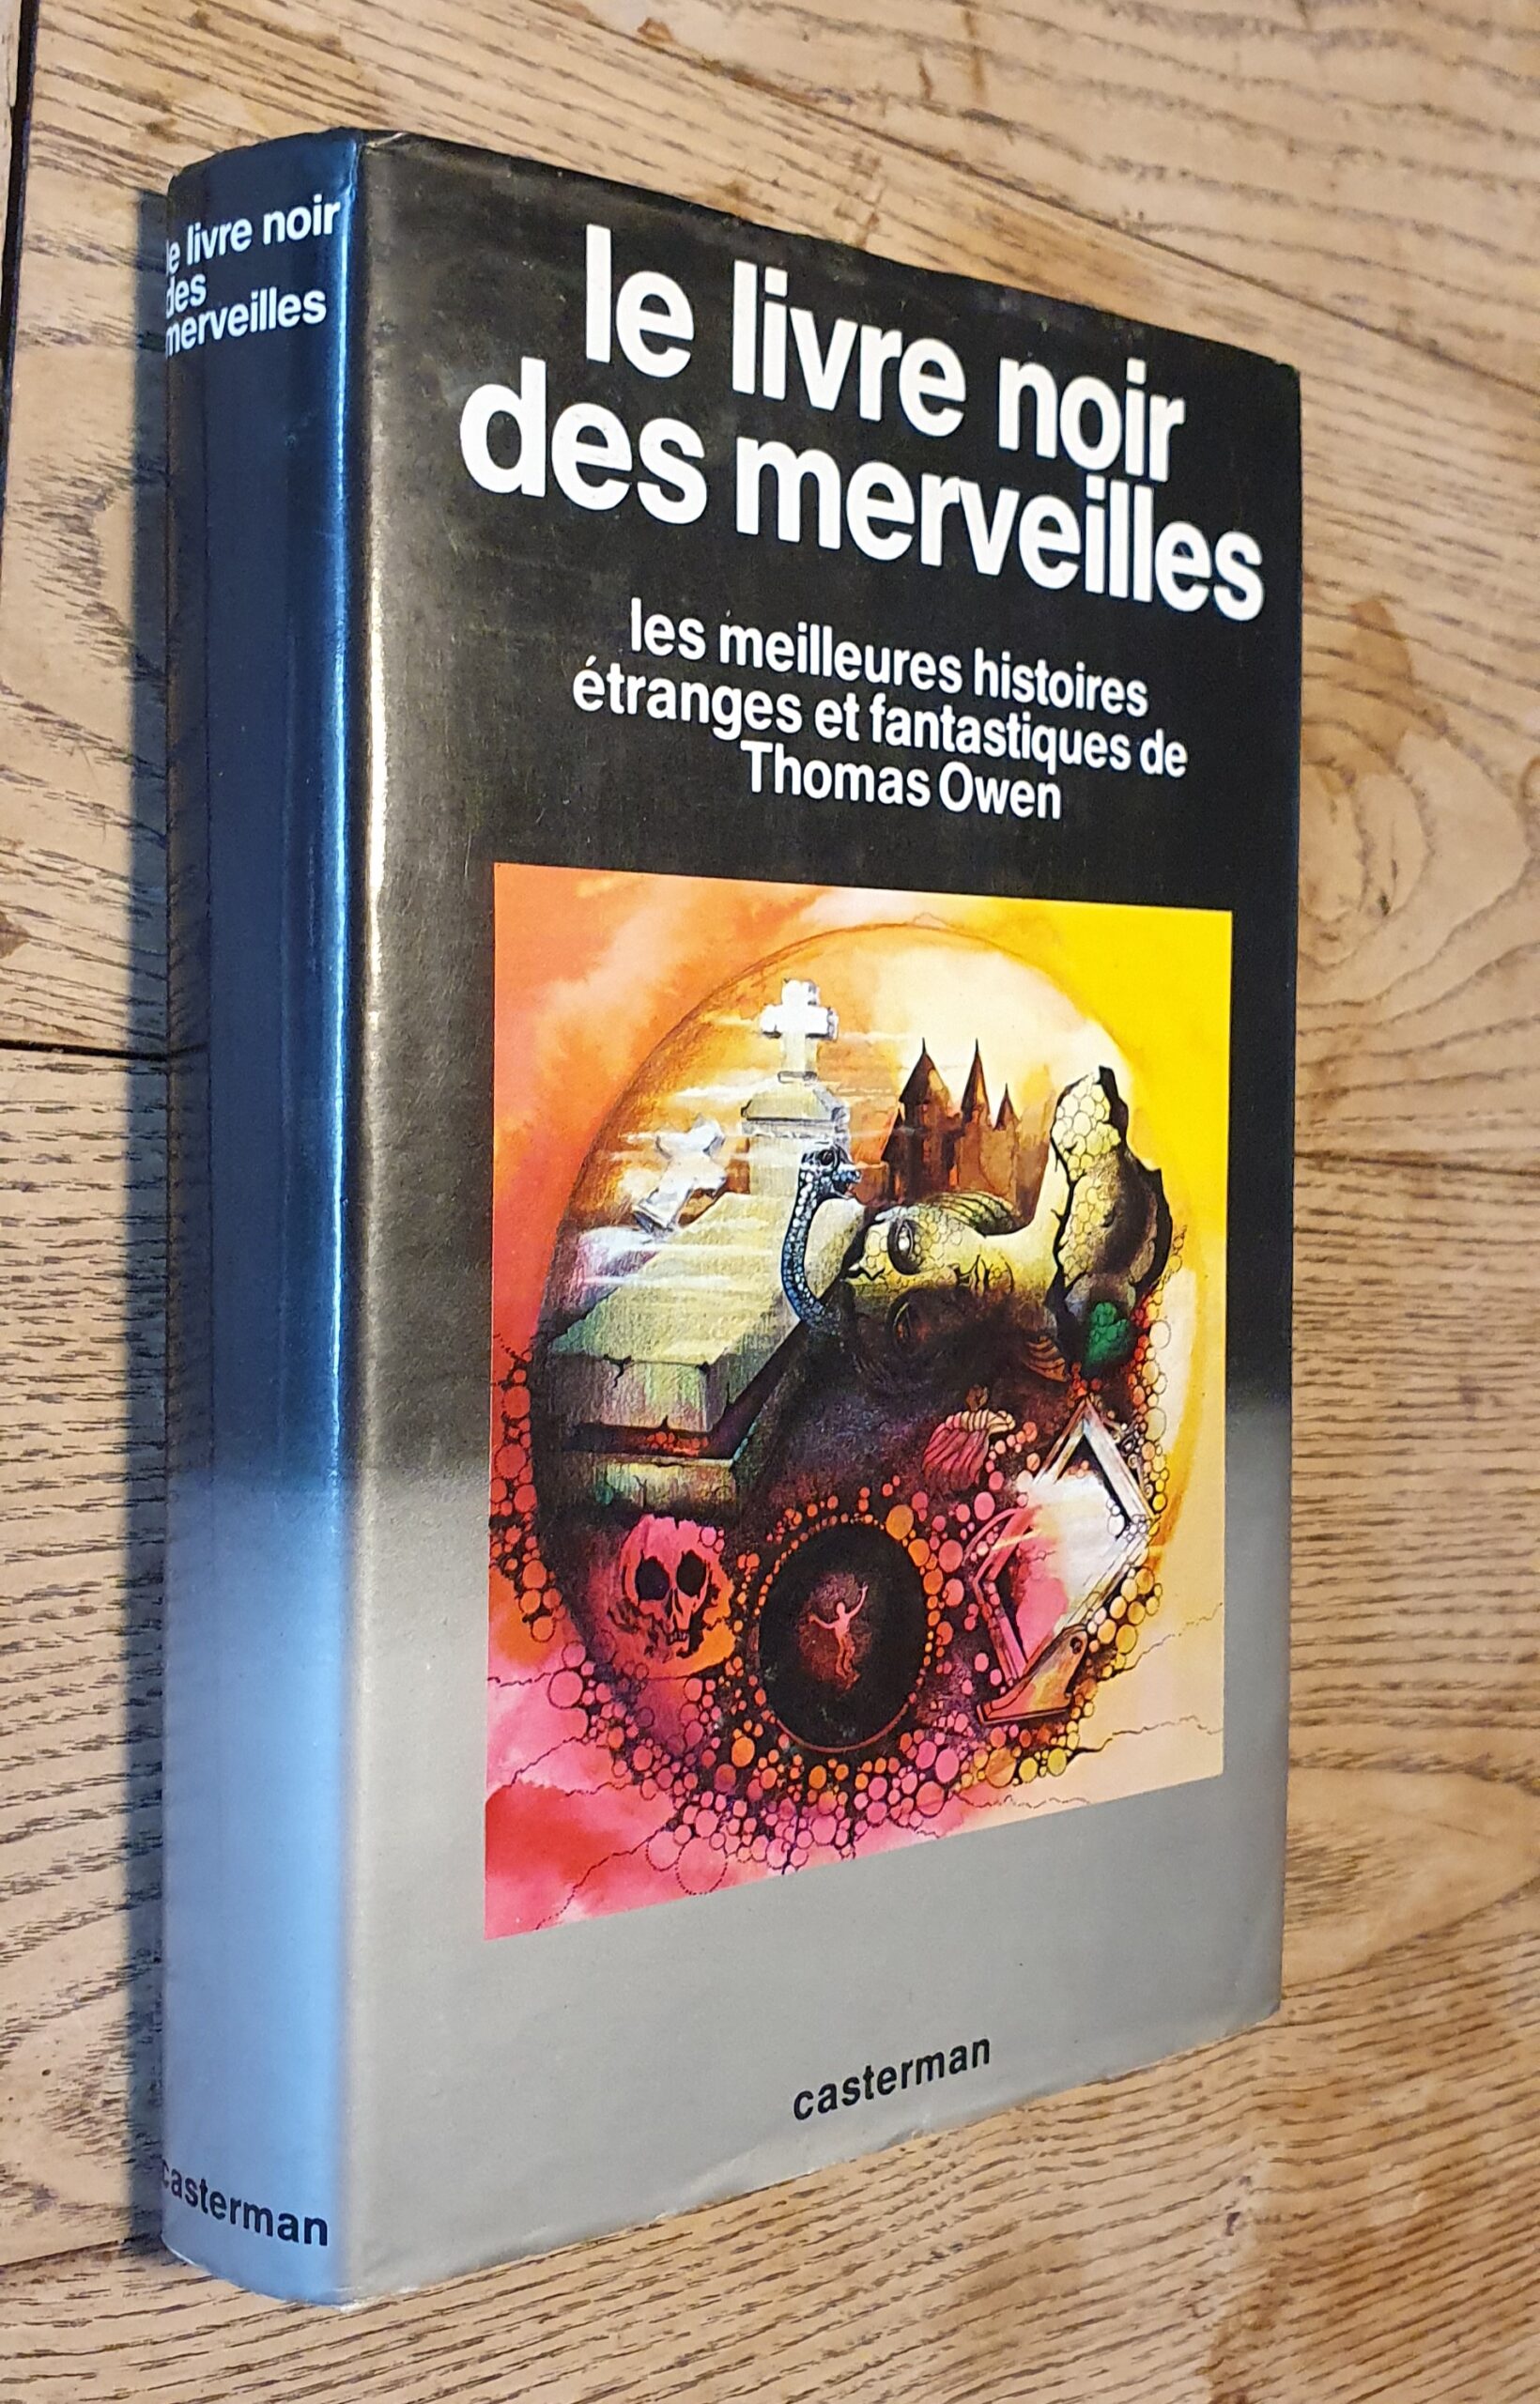 le livre noir
des
merveilles
casterman
le livre noir
des merveilles
les meilleures histoires
étranges et fantastiques de
Thomas Owen
casterman